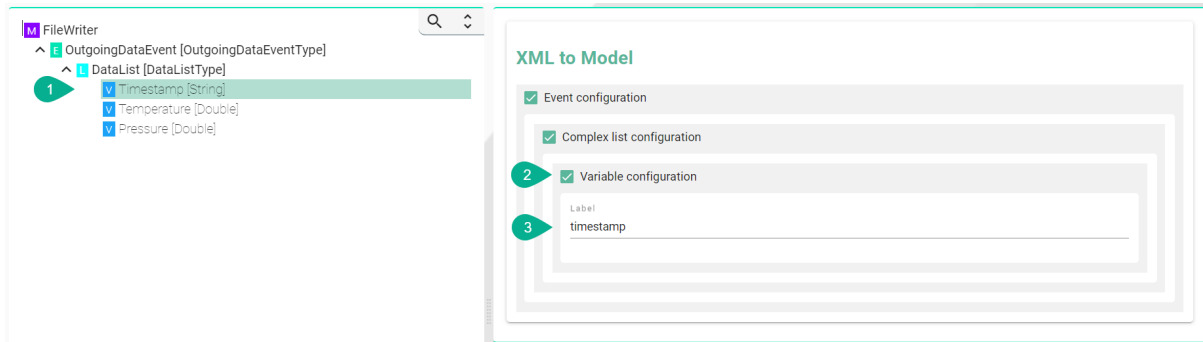 M FileWriter
E OutgoingDataEvent [OutgoingDataEventType]
L DataList [DataListType]
1 V Timestamp [String]
V Temperature [Double]
V Pressure [Double]
XML to Model
Event configuration
Complex list configuration
2 Variable configuration
Label
3 timestamp